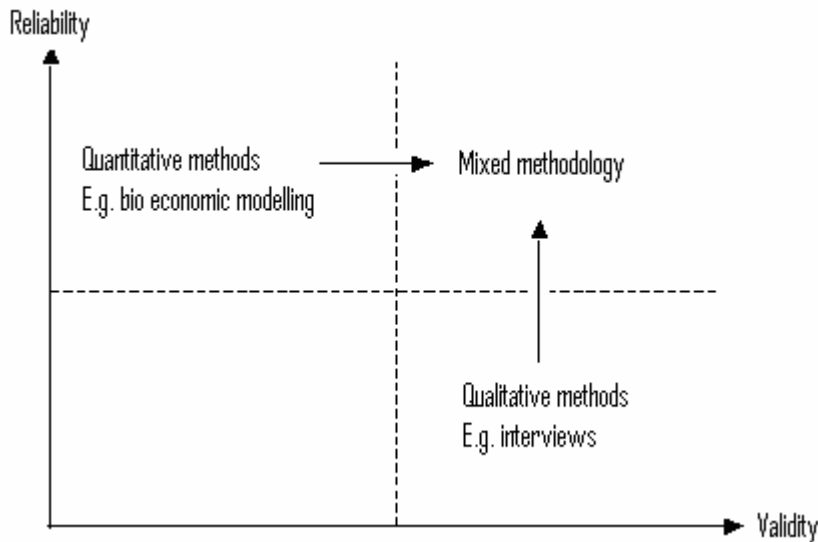 Reliability
Quantitative methods
E.g. bio economic modelling
Mixed methodology
Qualitative methods
E.g. interviews
Validity